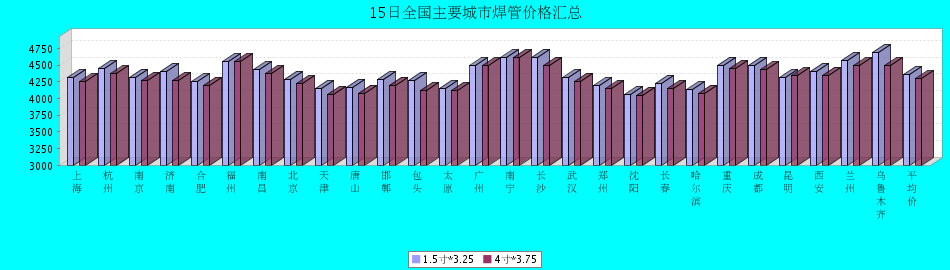 15日全国主要城市焊管价格汇总
4750
4500
4250
4000
3750
3500
3250
3000
上海 杭州 南京 济南 合肥 福州 南昌 北京 天津 唐山 邯郸 包头 太原 广州 南宁 长沙 武汉 郑州 沈阳 长春 哈尔滨 重庆 成都 昆明 西安 兰州 乌鲁木齐 平均价
1.5寸*3.25 4寸*3.75